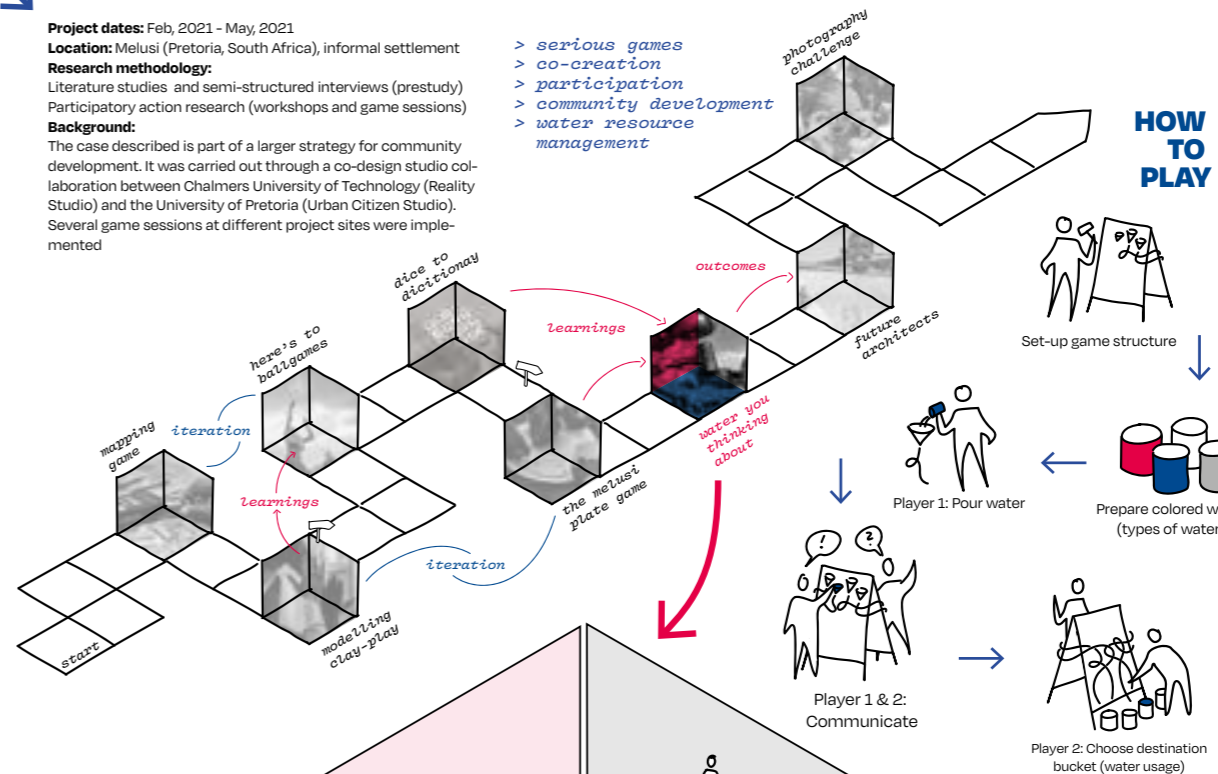 Project dates: Feb, 2021 - May, 2021
Location: Melusi (Pretoria, South Africa), informal settlement
Research methodology:
Literature studies and semi-structured interviews (prestudy)
Participatory action research (workshops and game sessions)
Background:
The case described is part of a larger strategy for community
development. It was carried out through a co-design studio col-
laboration between Chalmers University of Technology (Reality
Studio) and the University of Pretoria (Urban Citizen Studio).
Several game sessions at different project sites were imple-
mented
> serious games
> co-creation
> participation
> community development
> water resource
management
photography
challenge
HOW
TO
PLAY
dice to
dicitionay
outcomes
learnings
future
architects
here's to
ballgames
iteration
mapping
game
learnings
water you
thinking
about
the melusi
plate game
iteration
modelling
clay-play
start
Set-up game structure
Player 1: Pour water
Prepare colored w
(types of water
!
?
Player 1 & 2:
Communicate
Player 2: Choose destination
bucket (water usage)